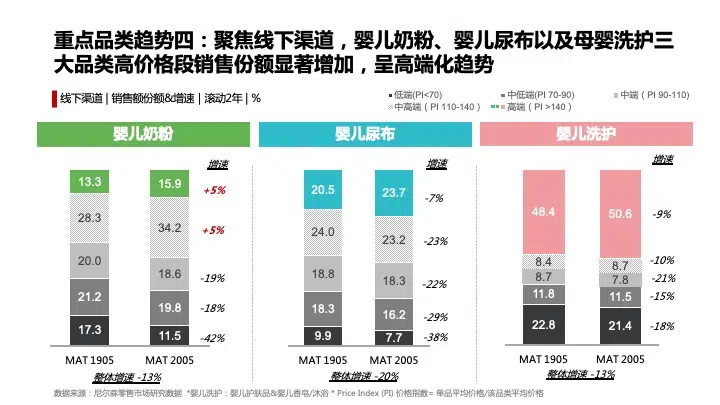 重点品类趋势四：聚焦线下渠道，婴儿奶粉、婴儿尿布以及母婴洗护三
大品类高价格段销售份额显著增加，呈高端化趋势
线下渠道 | 销售额份额&增速 | 滚动2年 | %
低端(PI<70)
中低端(PI 70-90)
中端（PI 90-110)
中高端（PI 110-140）
高端（PI >140）
婴儿奶粉
增速
13.3
15.9
+5%
28.3
34.2
+5%
20.0
18.6
-19%
21.2
19.8
-18%
17.3
11.5
-42%
MAT 1905
MAT 2005
整体增速 -13%
婴儿尿布
增速
20.5
23.7
-7%
24.0
23.2
-23%
18.8
18.3
-22%
18.3
16.2
-29%
9.9
7.7
-38%
MAT 1905
MAT 2005
整体增速 -20%
婴儿洗护
增速
48.4
50.6
-9%
8.4
8.7
-10%
8.7
7.8
-21%
11.8
11.5
-15%
22.8
21.4
-18%
MAT 1905
MAT 2005
整体增速 -13%
数据来源：尼尔森零售市场研究数据 *婴儿洗护：婴儿护肤品&婴儿香皂/沐浴 * Price Index (PI) 价格指数= 单品平均价格/该品类平均价格